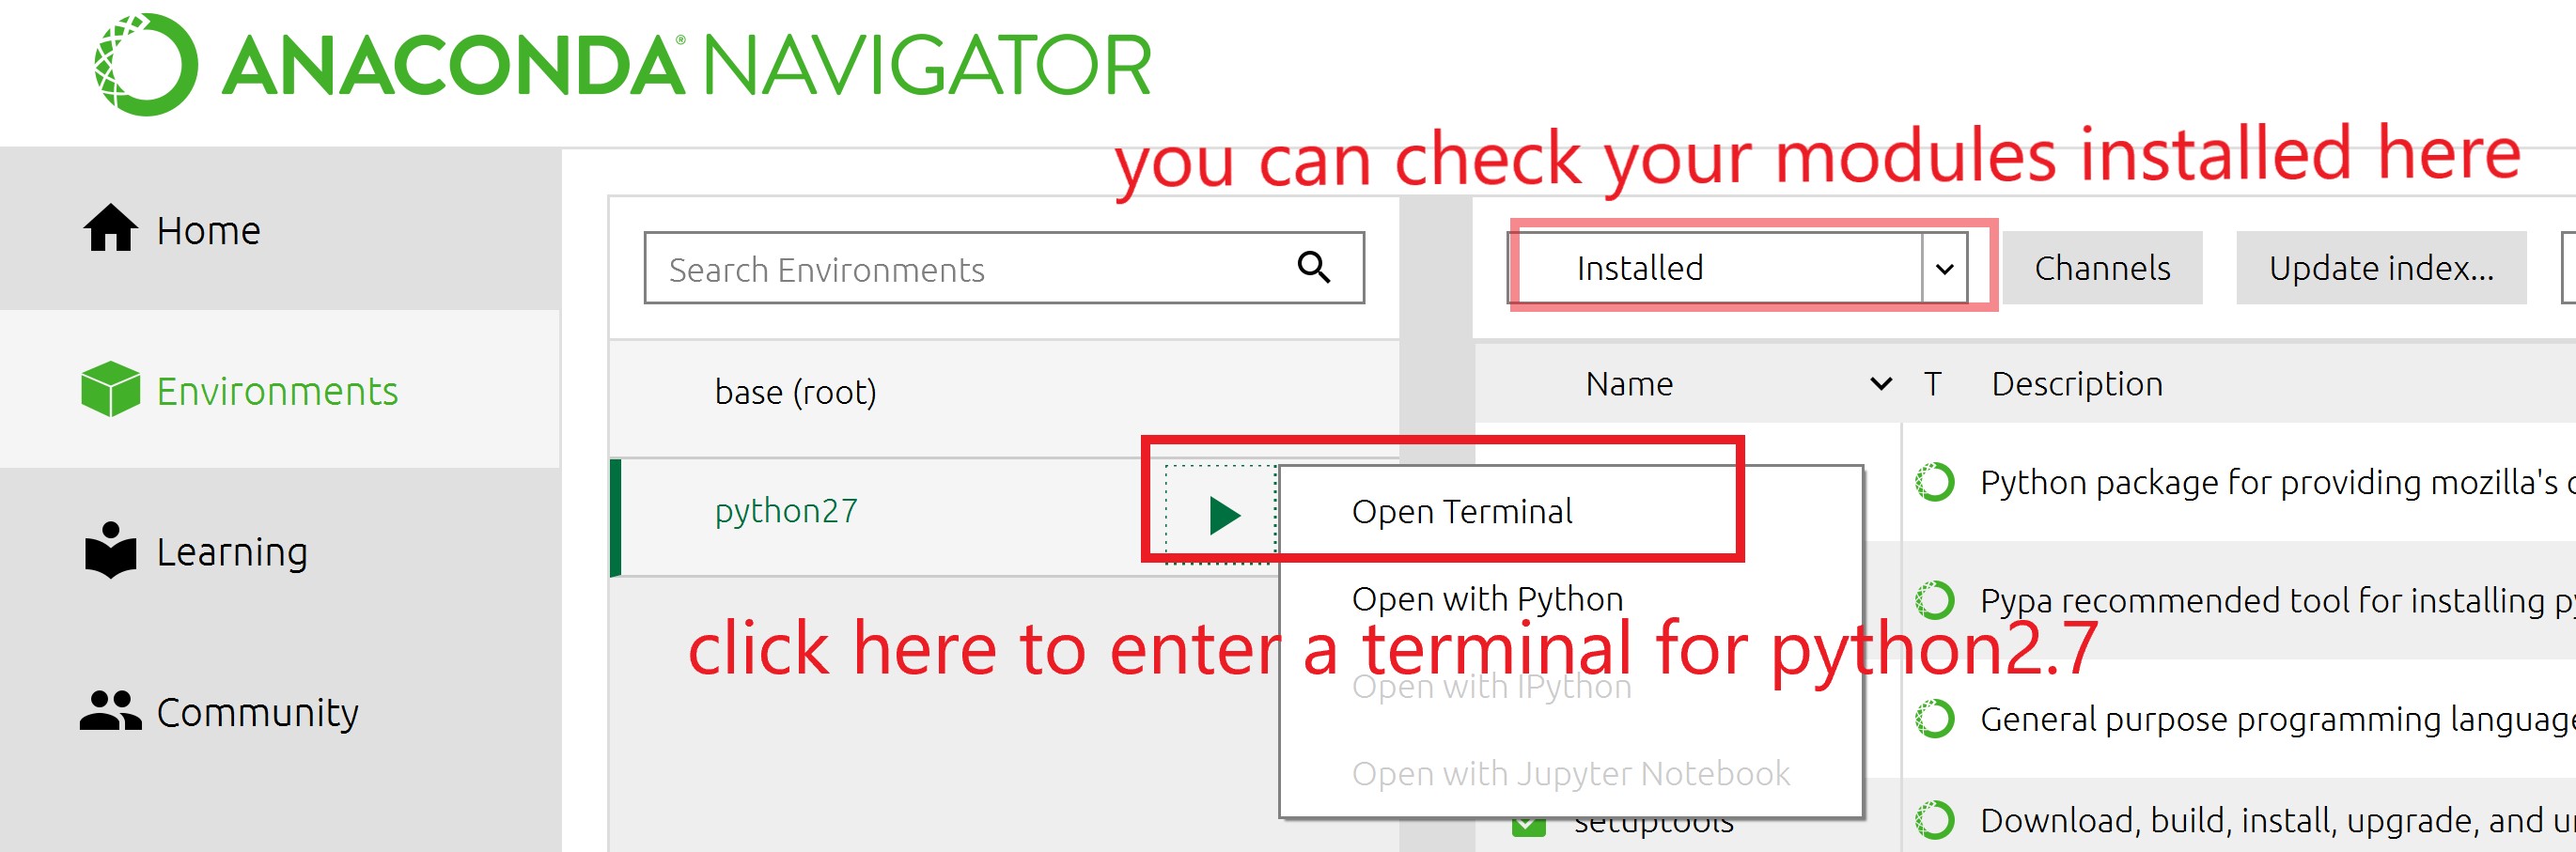 ANACONDA® NAVIGATOR
you can check your modules installed here
Home
Search Environments
Installed
Channels
Update index...
base (root)
Name
T
Description
Environments
python27
Open Terminal
Python package for providing mozilla's
Learning
Open with Python
Pypa recommended tool for installing
click here to enter a terminal for python2.7
Open with IPython
Community
General purpose programming language
Open with Jupyter Notebook
setuptools
Download, build, install, upgrade, and